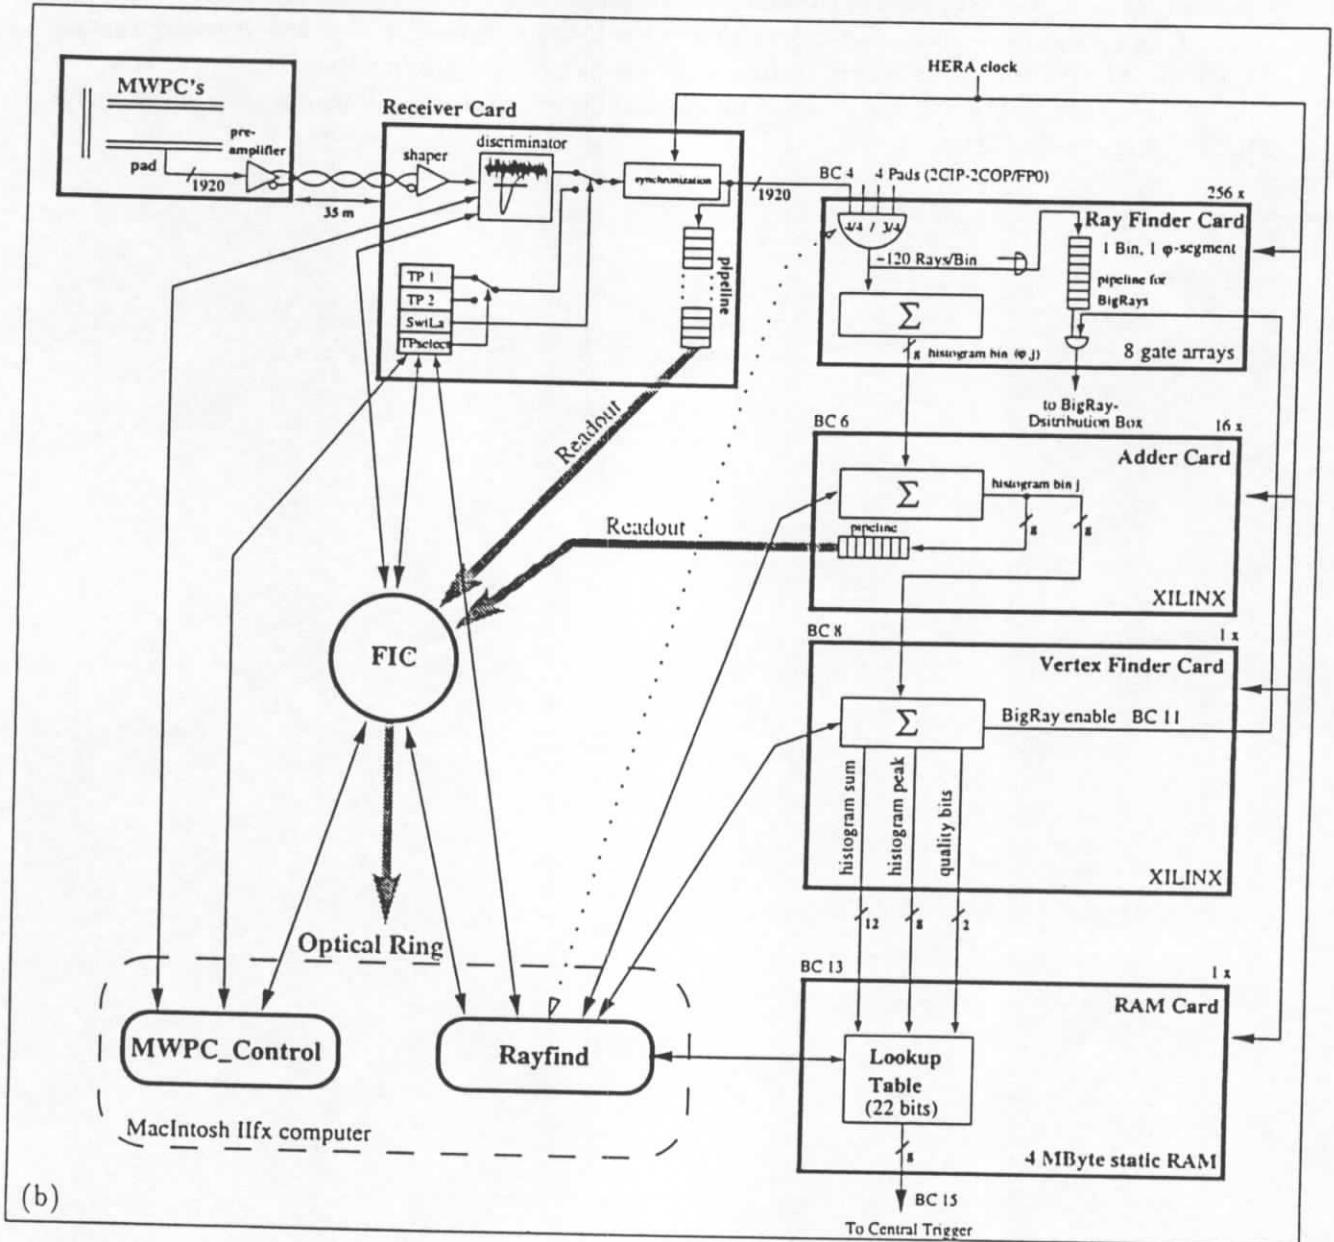 HERA clock
MWPC's
pad
1920
pre-
amplifier
35 m
Receiver Card
shaper
discriminator
synchronization
1920
TP 1
TP 2
SwiLa
TPselect
pipeline
BC 4
4 Pads (2CIP-2COP/FP0)
256 x
4/4 / 3/4
Ray Finder Card
~120 Rays/Bin
1 Bin, 1 φ-segment
pipeline for
BigRays
Σ
8 histogram bin (φ,j)
8 gate arrays
to BigRay-
Dsitribution Box
Readout
BC 6
16 x
Adder Card
Σ
histogram bin j
8
8
pipeline
Readout
XILINX
BC 8
1 x
Vertex Finder Card
FIC
Σ
BigRay enable BC 11
histogram sum
histogram peak
quality bits
XILINX
12
8
2
Optical Ring
BC 13
1 x
RAM Card
MWPC_Control
Rayfind
Lookup
Table
(22 bits)
MacIntosh IIfx computer
8
4 MByte static RAM
(b)
BC 15
To Central Trigger